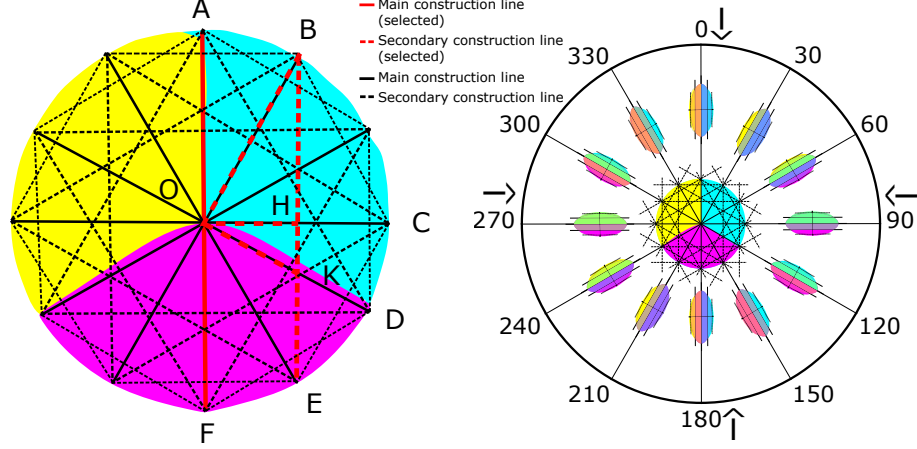 A
B
O
H
C
K
D
E
F
Main construction line
(selected)
Secondary construction line
(selected)
Main construction line
Secondary construction line
0
30
60
90
120
150
180
210
240
270
300
330